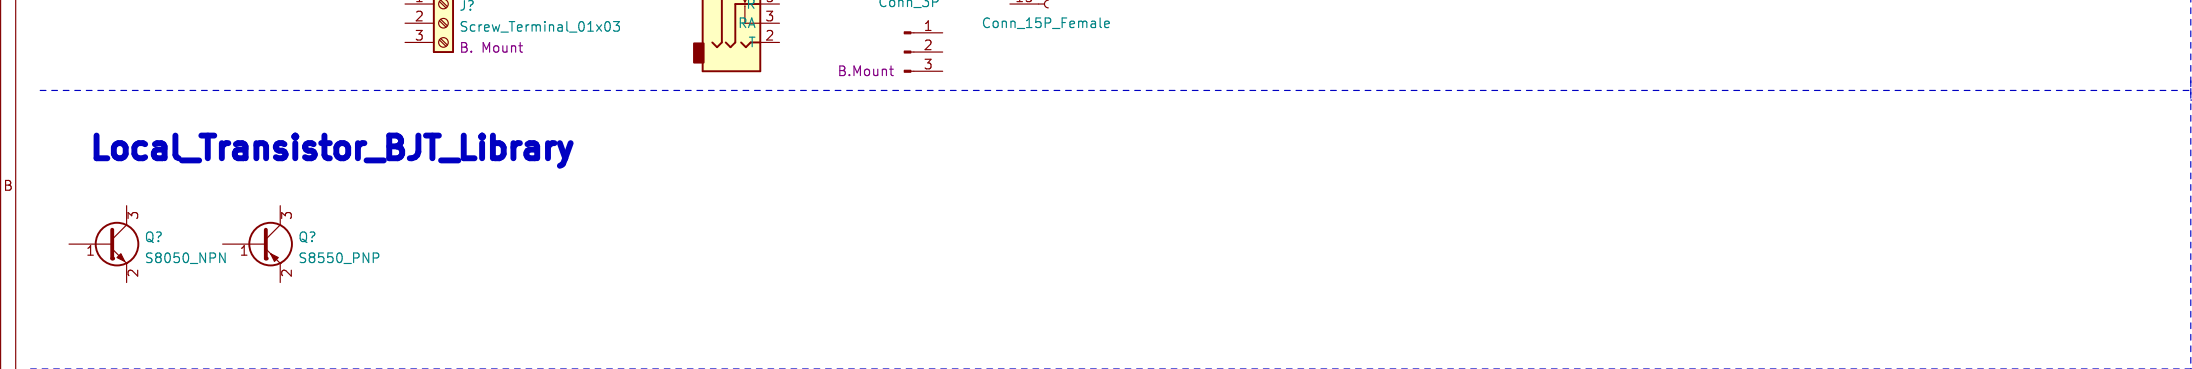 J?
2
Screw_Terminal_01x03
3
B. Mount
RA
3
T
2
1
2
3
B.Mount
Conn_15P_Female
Local_Transistor_BJT_Library
B
3
1
2
Q?
S8050_NPN
3
1
2
Q?
S8550_PNP